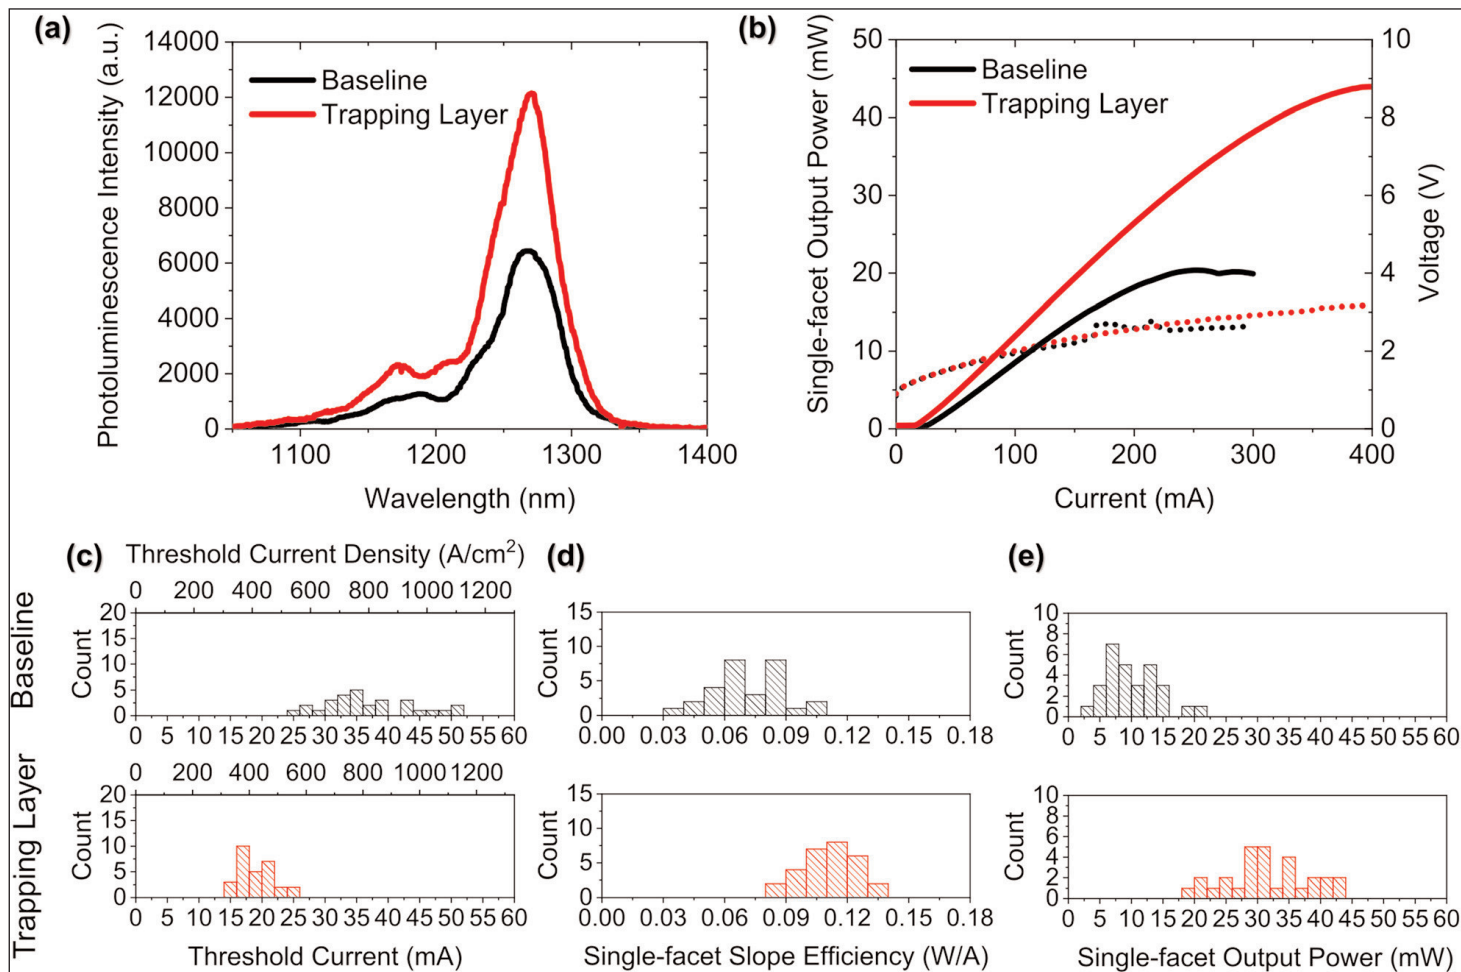 (a)
Photoluminescence Intensity (a.u.)
14000
12000
10000
8000
6000
4000
2000
0
Baseline
Trapping Layer
1100 1200 1300 1400
Wavelength (nm)
(b)
Single-facet Output Power (mW)
50
40
30
20
10
0
Baseline
Trapping Layer
10
8
6
4
2
0
Voltage (V)
0 100 200 300 400
Current (mA)
Baseline
(c)
Threshold Current Density (A/cm2)
0 200 400 600 800 1000 1200
Count
20
15
10
5
0
0 5 10 15 20 25 30 35 40 45 50 55 60
(d)
Count
15
10
5
0
0.00 0.03 0.06 0.09 0.12 0.15 0.18
(e)
Count
10
8
6
4
2
0
0 5 10 15 20 25 30 35 40 45 50 55 60
Trapping Layer
0 200 400 600 800 1000 1200
Count
20
15
10
5
0
0 5 10 15 20 25 30 35 40 45 50 55 60
Threshold Current (mA)
Count
15
10
5
0
0.00 0.03 0.06 0.09 0.12 0.15 0.18
Single-facet Slope Efficiency (W/A)
Count
10
8
6
4
2
0
0 5 10 15 20 25 30 35 40 45 50 55 60
Single-facet Output Power (mW)